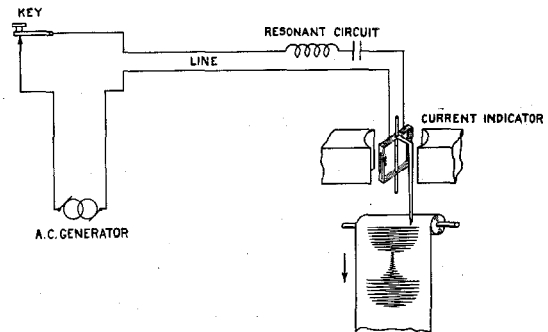 KEY
RESONANT CIRCUIT
LINE
CURRENT INDICATOR
A.C. GENERATOR